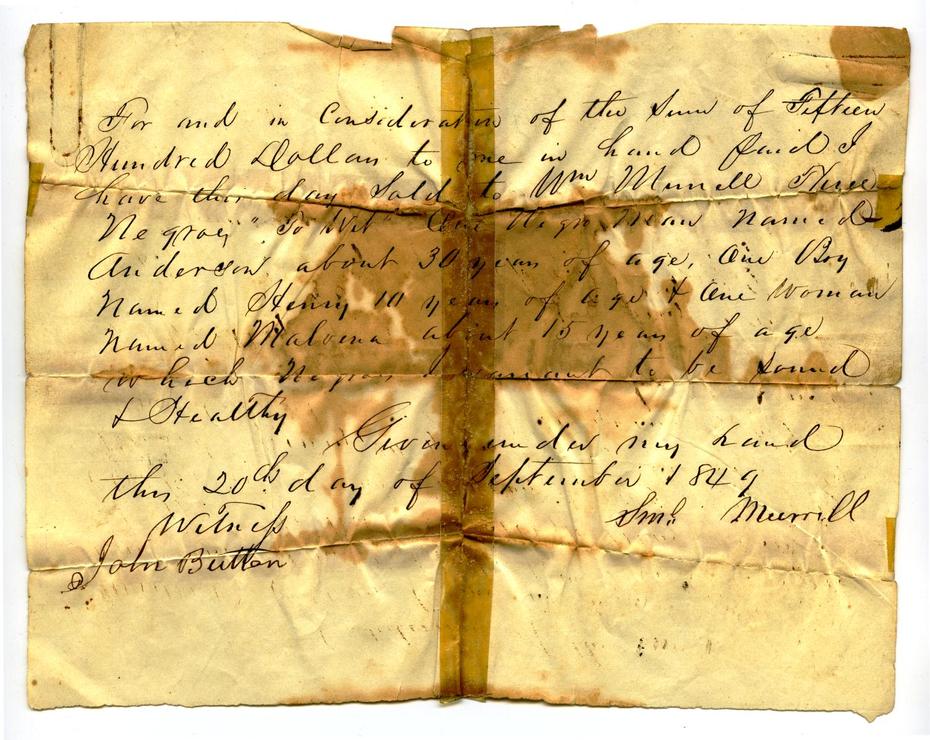 For and in Consideration of the Sum of Fifteen
Hundred Dollars to me in hand paid I
have this day Sold to Wm Murrell Three
Negroes "To Wit" One Negro Man named
Anderson about 30 years of age, One Boy
named Henry 10 years of age & One Woman
named Malvina about 15 years of age
which Negroes I warrant to be sound
& Healthy
Given under my hand
this 20th day of September 1849
Murrill
Witness
John Button